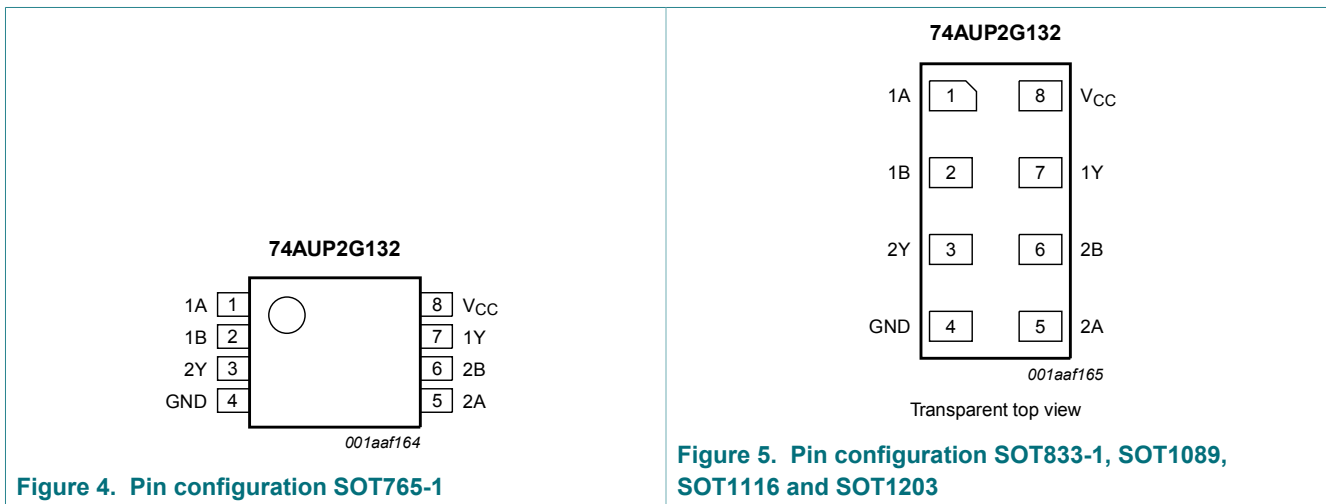 74AUP2G132
1A 1 8 VCC
1B 2 7 1Y
2Y 3 6 2B
GND 4 5 2A
001aaf164
Figure 4. Pin configuration SOT765-1
74AUP2G132
1A 1 8 VCC
1B 2 7 1Y
2Y 3 6 2B
GND 4 5 2A
001aaf165
Transparent top view
Figure 5. Pin configuration SOT833-1, SOT1089,
SOT1116 and SOT1203